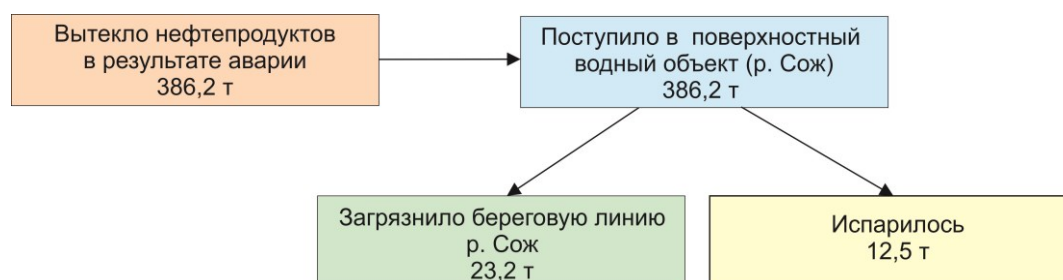 Вытекло нефтепродуктов
в результате аварии
386,2 т
Поступило в поверхностный
водный объект (р. Сож)
386,2 т
Загрязнило береговую линию
р. Сож
23,2 т
Испарилось
12,5 т